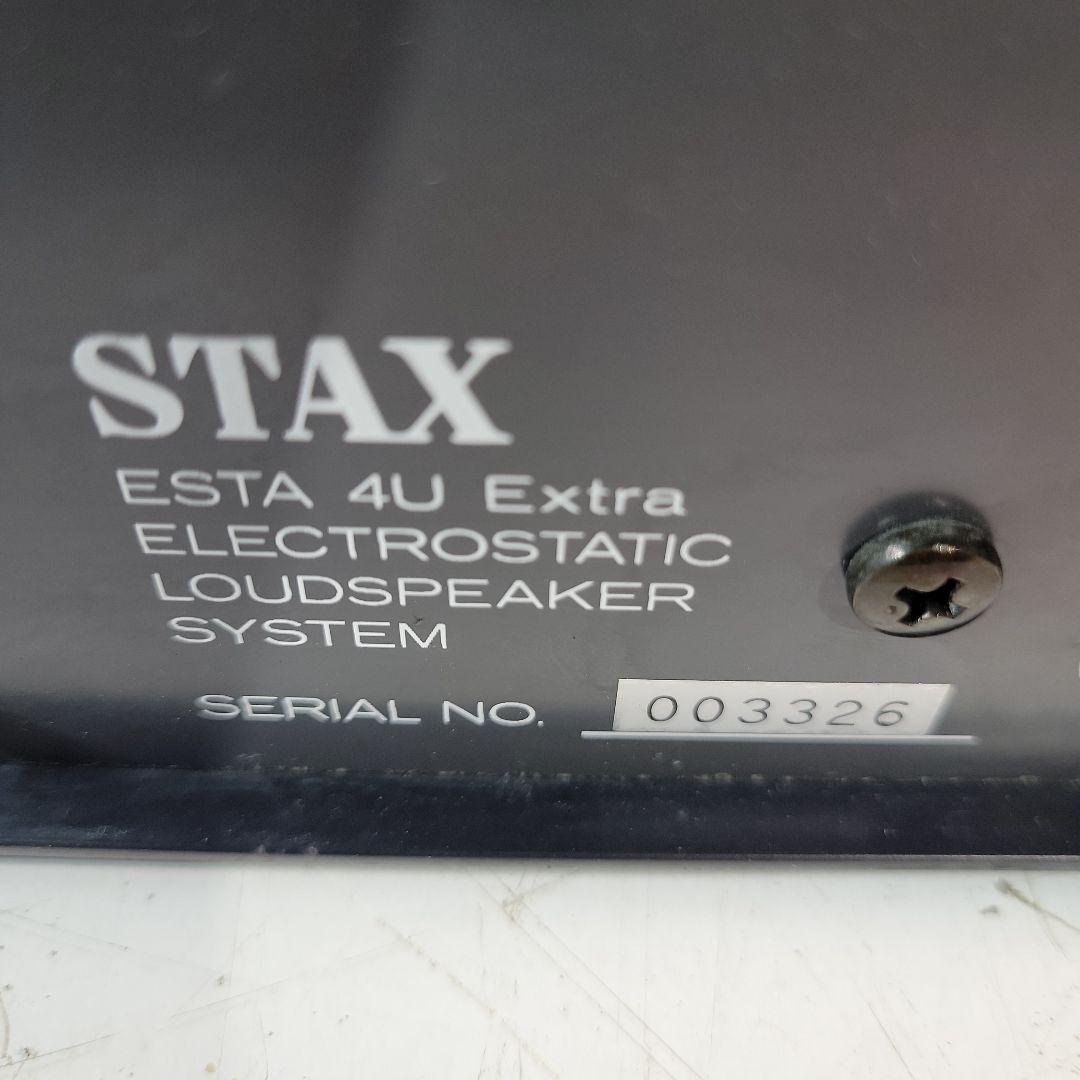 STAX
ESTA 4U Extra
ELECTROSTATIC
LOUDSPEAKER
SYSTEM
SERIAL NO. 003326